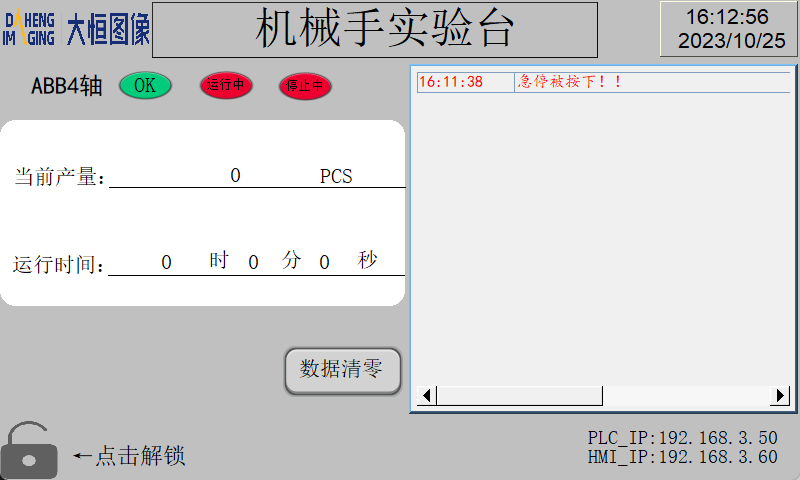 DAHENG
IMAGING
大恒图像
机械手实验台
16:12:56
2023/10/25
ABB4轴
OK
运行中
停止中
16:11:38 急停被按下！！
当前产量: 0 PCS
运行时间: 0 时 0 分 0 秒
数据清零
←点击解锁
PLC_IP:192.168.3.50
HMI_IP:192.168.3.60